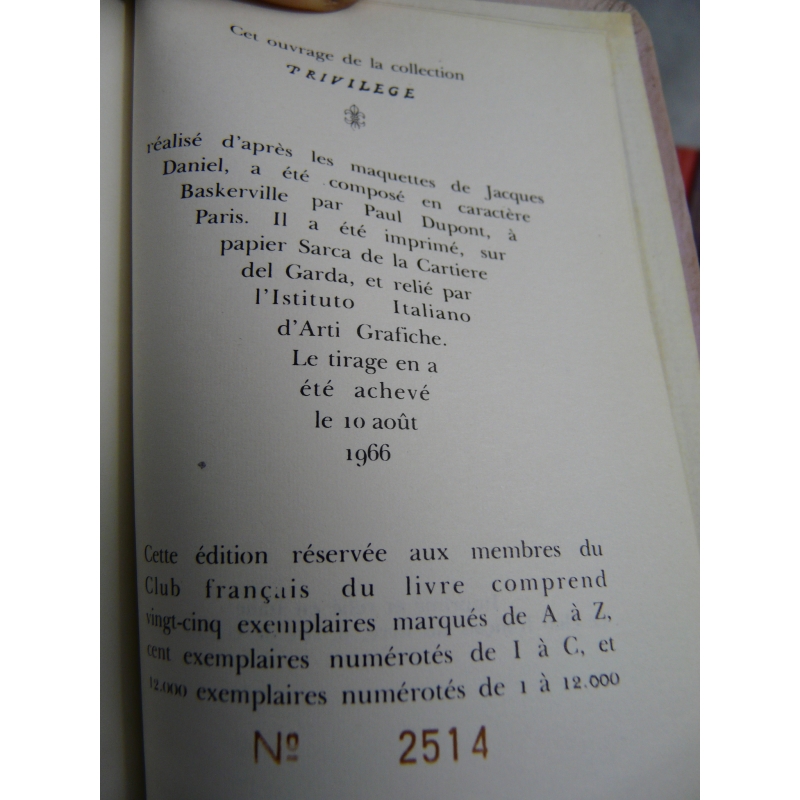 Cet ouvrage de la collection
PRIVILEGE
réalisé d'après les maquettes de Jacques
Daniel, a été composé en caractère
Baskerville par Paul Dupont, à
Paris. Il a été imprimé, sur
papier Sarca de la Cartiere
del Garda, et relié par
l'Istituto Italiano
d'Arti Grafiche.
Le tirage en a
été achevé
le 10 août
1966
Cette édition réservée aux membres du
Club français du livre comprend
vingt-cinq exemplaires marqués de A à Z,
cent exemplaires numérotés de I à C, et
12.000 exemplaires numérotés de 1 à 12.000
Nº 2514